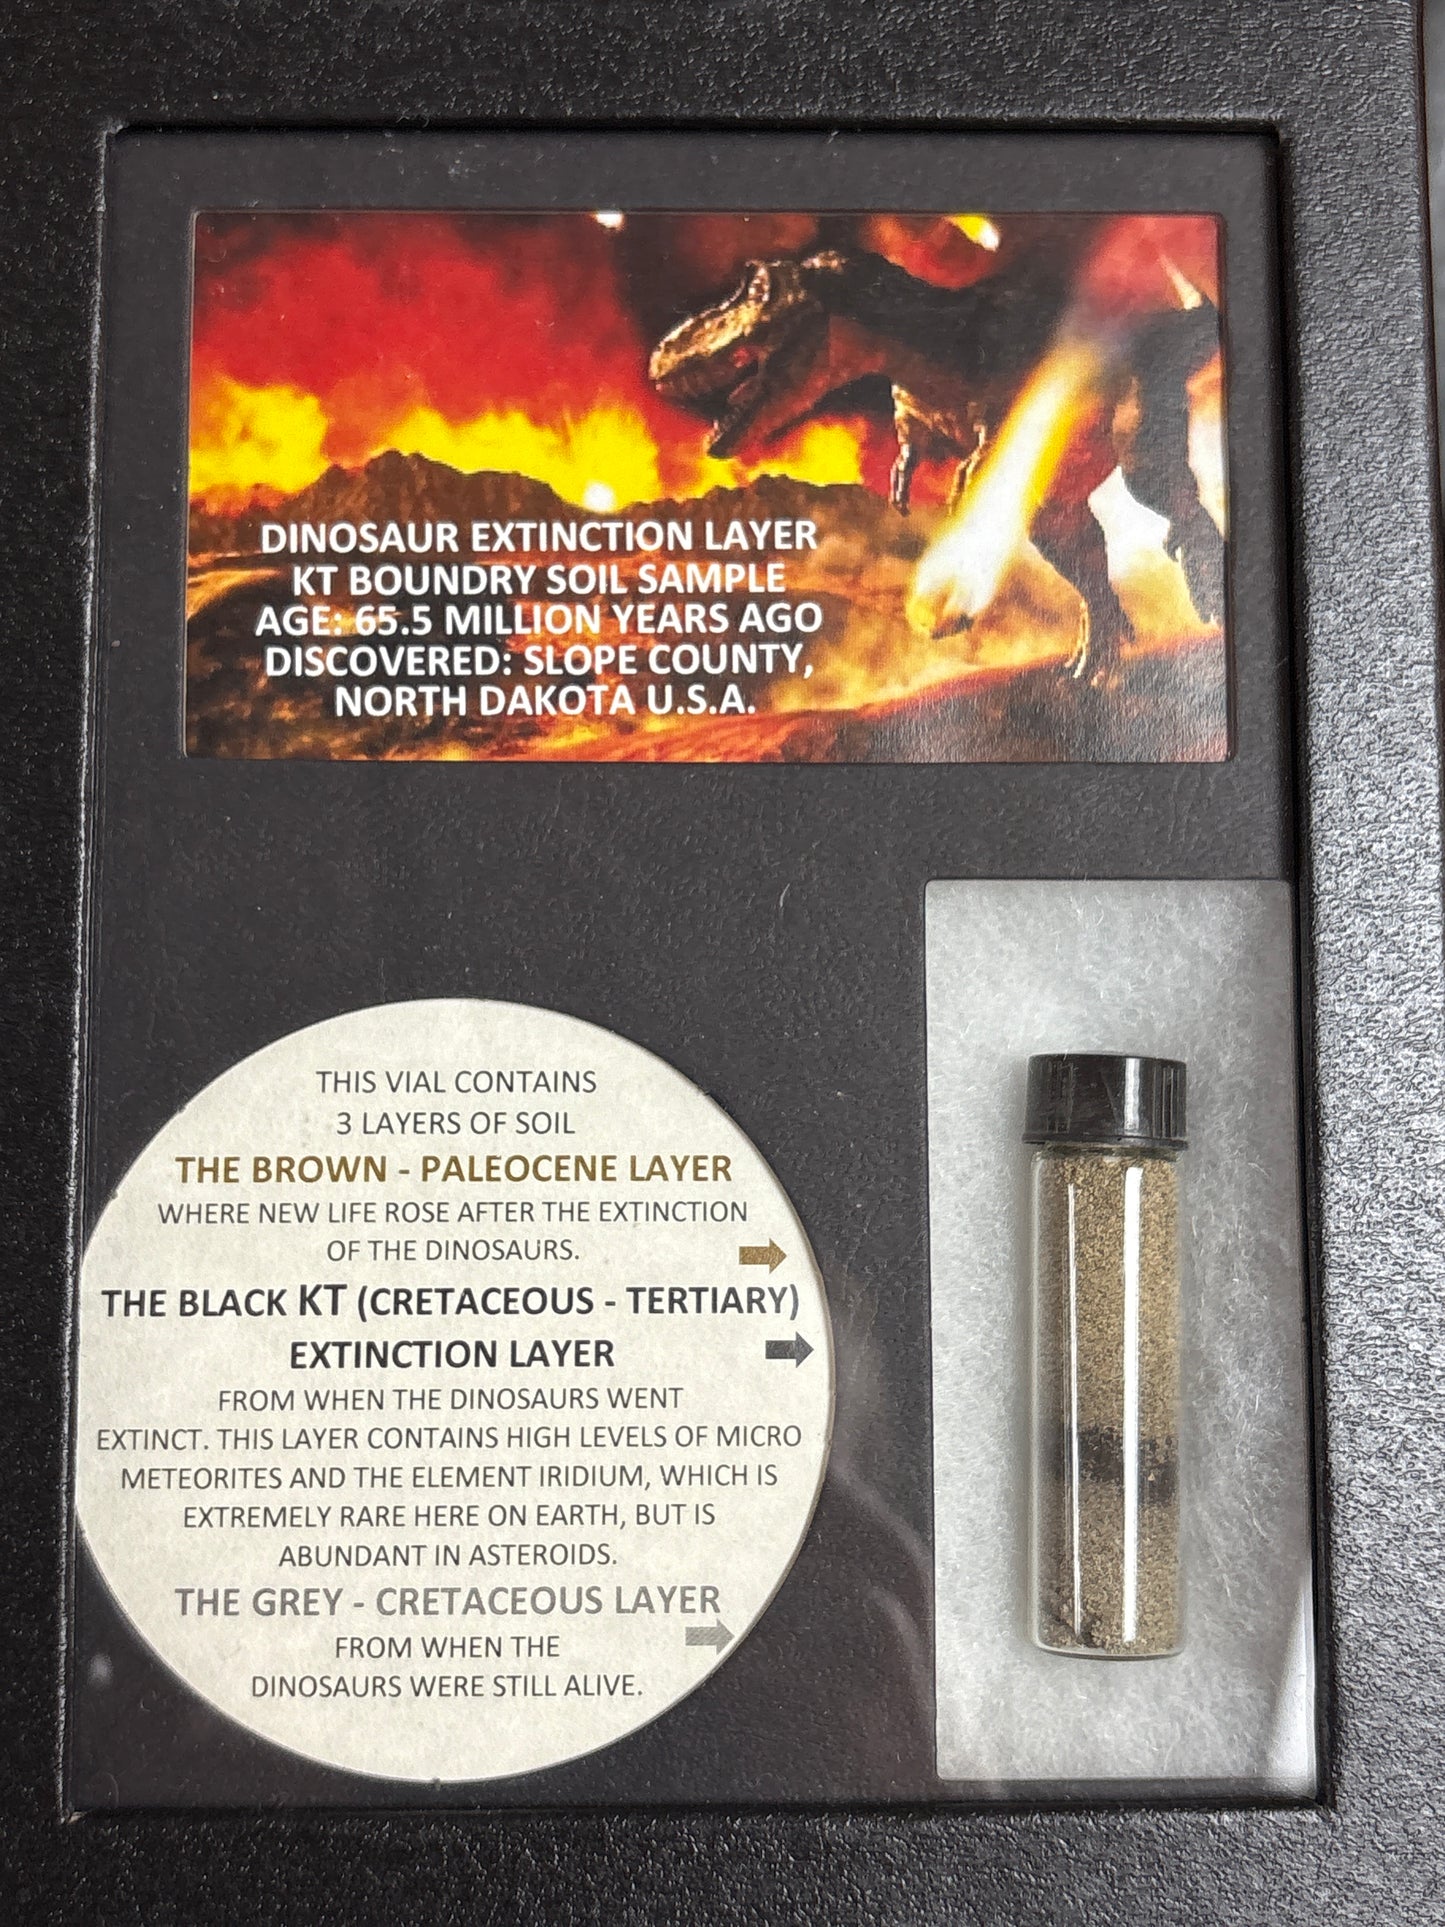 DINOSAUR EXTINCTION LAYER
KT BOUNDRY SOIL SAMPLE
AGE: 65.5 MILLION YEARS AGO
DISCOVERED: SLOPE COUNTY,
NORTH DAKOTA U.S.A.
THIS VIAL CONTAINS
3 LAYERS OF SOIL
THE BROWN - PALEOCENE LAYER
WHERE NEW LIFE ROSE AFTER THE EXTINCTION
OF THE DINOSAURS.
THE BLACK KT (CRETACEOUS - TERTIARY)
EXTINCTION LAYER
FROM WHEN THE DINOSAURS WENT
EXTINCT. THIS LAYER CONTAINS HIGH LEVELS OF MICRO
METEORITES AND THE ELEMENT IRIDIUM, WHICH IS
EXTREMELY RARE HERE ON EARTH, BUT IS
ABUNDANT IN ASTEROIDS.
THE GREY - CRETACEOUS LAYER
FROM WHEN THE
DINOSAURS WERE STILL ALIVE.